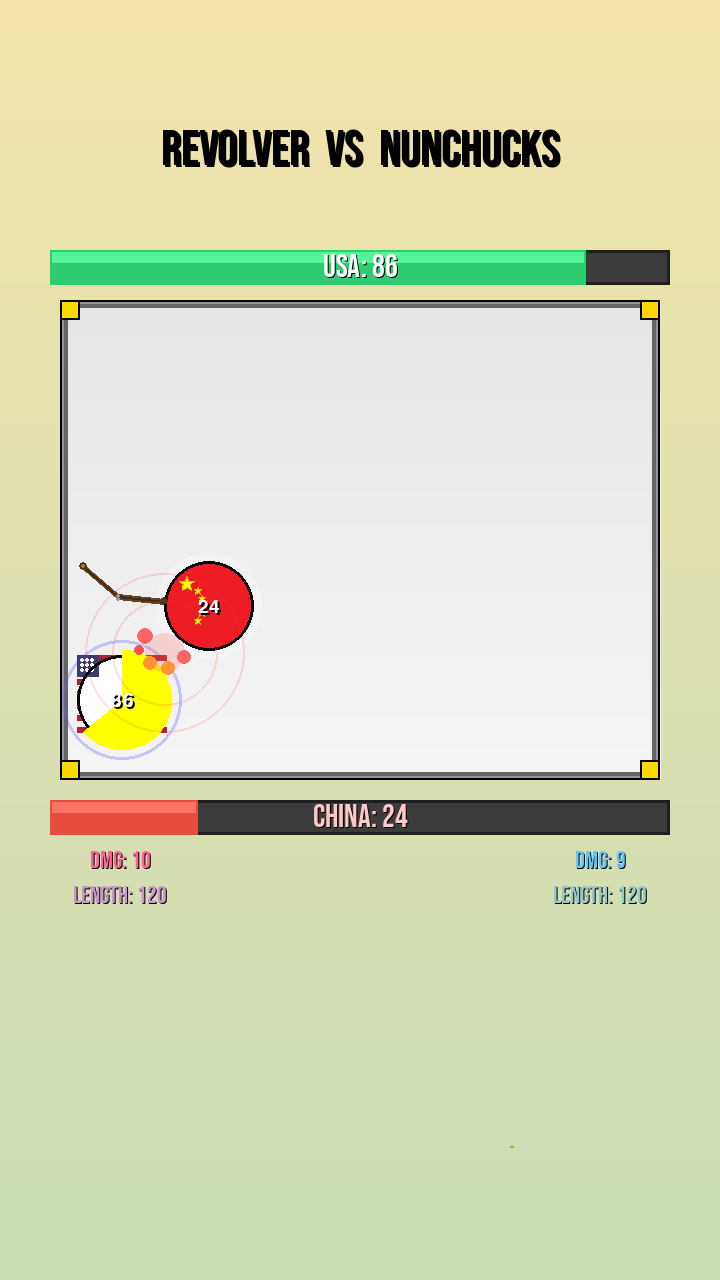 REVOLVER VS NUNCHUCKS
USA: 86
24
86
CHINA: 24
DMG: 10
DMG: 9
LENGTH: 120
LENGTH: 120